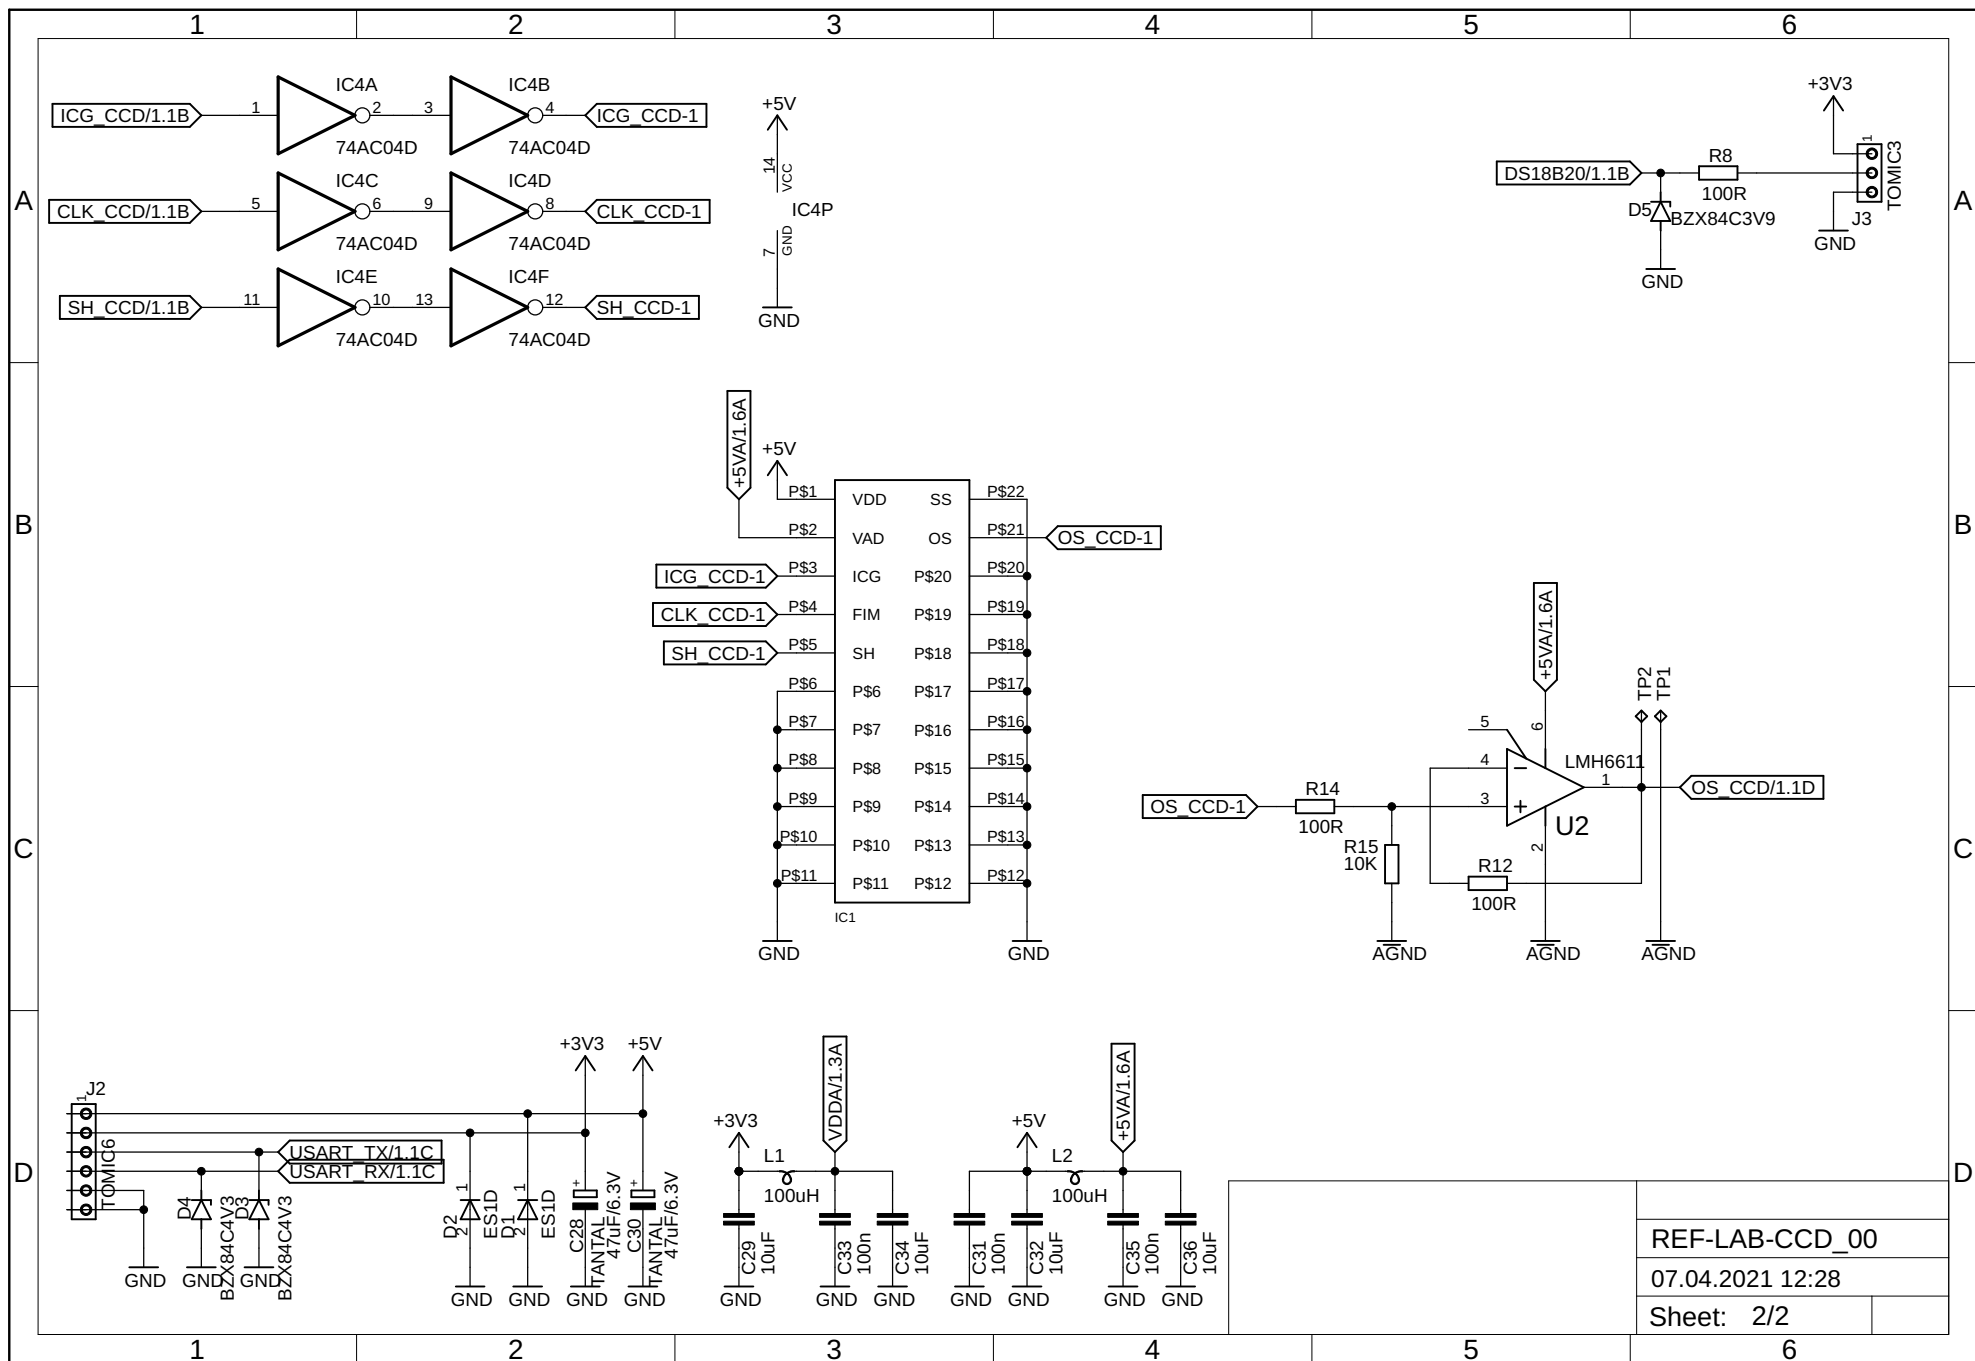 1 2 3 4 5 6
A
ICG_CCD/1.1B 1 IC4A 2 74AC04D 3 IC4B 4 74AC04D ICG_CCD-1
CLK_CCD/1.1B 5 IC4C 6 74AC04D 9 IC4D 8 74AC04D CLK_CCD-1
SH_CCD/1.1B 11 IC4E 10 74AC04D 13 IC4F 12 74AC04D SH_CCD-1
+5V
14 VCC
IC4P
7 GND
GND
+3V3
DS18B20/1.1B
R8
100R
D5
BZX84C3V9
GND
1
TOMIC3
J3
GND
A
B
+5VA/1.6A
+5V
P$1 VDD SS P$22
P$2 VAD OS P$21 OS_CCD-1
ICG_CCD-1 P$3 ICG P$20 P$20
CLK_CCD-1 P$4 FIM P$19 P$19
SH_CCD-1 P$5 SH P$18 P$18
P$6 P$6 P$17 P$17
P$7 P$7 P$16 P$16
P$8 P$8 P$15 P$15
P$9 P$9 P$14 P$14
P$10 P$10 P$13 P$13
P$11 P$11 P$12 P$12
IC1
GND GND
B
C
+5VA/1.6A
TP2
TP1
5
6
4
3
LMH6611
1
U2
2
OS_CCD-1
R14
100R
R15
10K
R12
100R
OS_CCD/1.1D
AGND AGND AGND
C
D
J2
1
TOMIC6
USART_TX/1.1C
USART_RX/1.1C
GND
D4
BZX84C4V3
GND
D3
BZX84C4V3
GND
D2
1
2
ES1D
GND
D1
1
2
ES1D
GND
+3V3
+
C28
TANTAL
47uF/6.3V
GND
+5V
+
C30
TANTAL
47uF/6.3V
GND
+3V3
L1
100uH
VDDA/1.3A
C29
10uF
GND
C33
100n
GND
C34
10uF
GND
+5V
L2
100uH
+5VA/1.6A
C31
100n
GND
C32
10uF
GND
C35
100n
GND
C36
10uF
GND
D
REF-LAB-CCD_00
07.04.2021 12:28
Sheet: 2/2
1 2 3 4 5 6